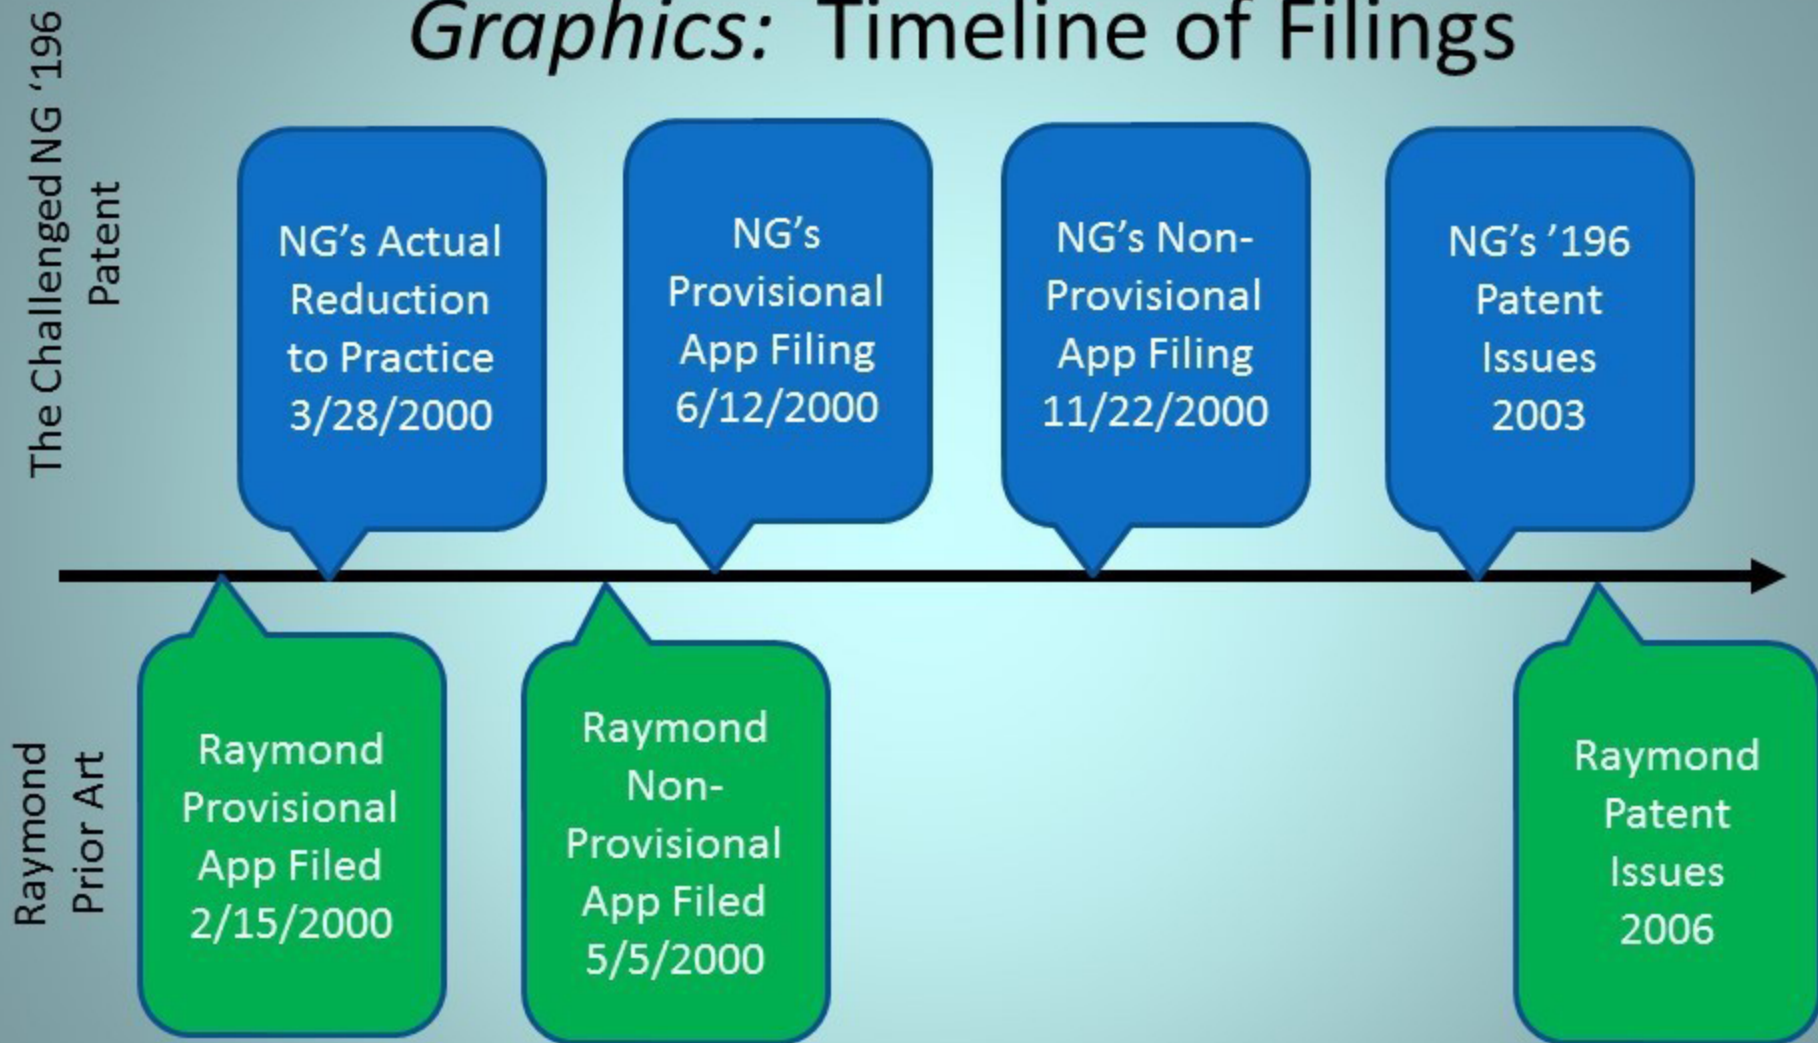 Graphics: Timeline of Filings
The Challenged NG ‘196
Patent
NG’s Actual
Reduction
to Practice
3/28/2000
NG’s
Provisional
App Filing
6/12/2000
NG’s Non-
Provisional
App Filing
11/22/2000
NG’s ’196
Patent
Issues
2003
Raymond
Prior Art
Raymond
Provisional
App Filed
2/15/2000
Raymond
Non-
Provisional
App Filed
5/5/2000
Raymond
Patent
Issues
2006